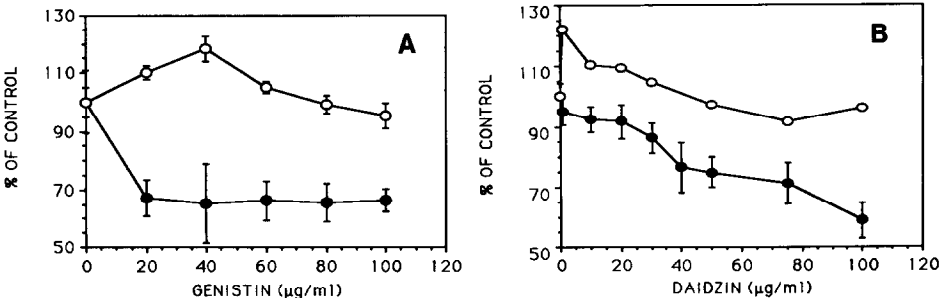 A
% OF CONTROL
130
110
90
70
50
0 20 40 60 80 100 120
GENISTIN (µg/ml)
B
% OF CONTROL
130
110
90
70
50
0 20 40 60 80 100 120
DAIDZIN (µg/ml)